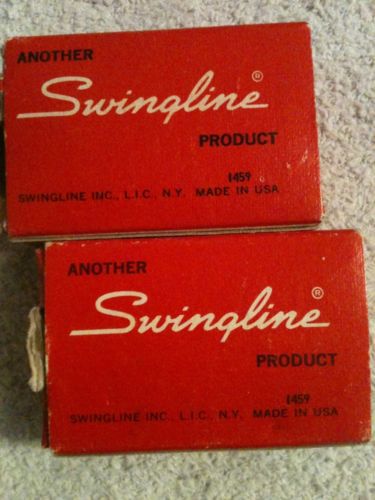 ANOTHER
Swingline ®
PRODUCT
1459
SWINGLINE INC., L.I.C., N.Y. MADE IN USA
ANOTHER
Swingline ®
PRODUCT
1459
SWINGLINE INC., L.I.C., N.Y. MADE IN USA